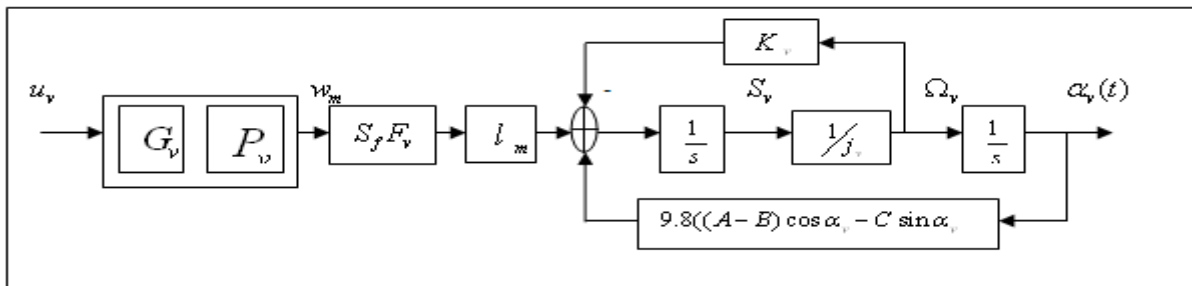 K_v
u_v
w_m
-
S_v
Ω_v
α_v(t)
G_v
P_v
S_f F_v
l_m
1/s
1/j_v
1/s
9.8((A−B) cos α_v − C sin α_v